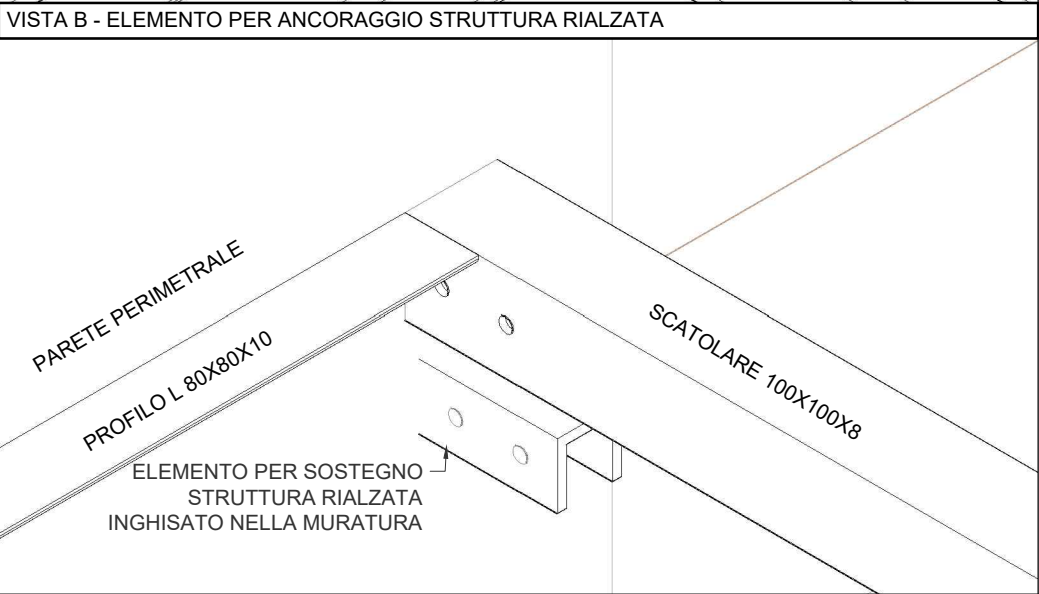 VISTA B - ELEMENTO PER ANCORAGGIO STRUTTURA RIALZATA
PARETE PERIMETRALE
PROFILO L 80X80X10
SCATOLARE 100X100X8
ELEMENTO PER SOSTEGNO
STRUTTURA RIALZATA
INGHISATO NELLA MURATURA